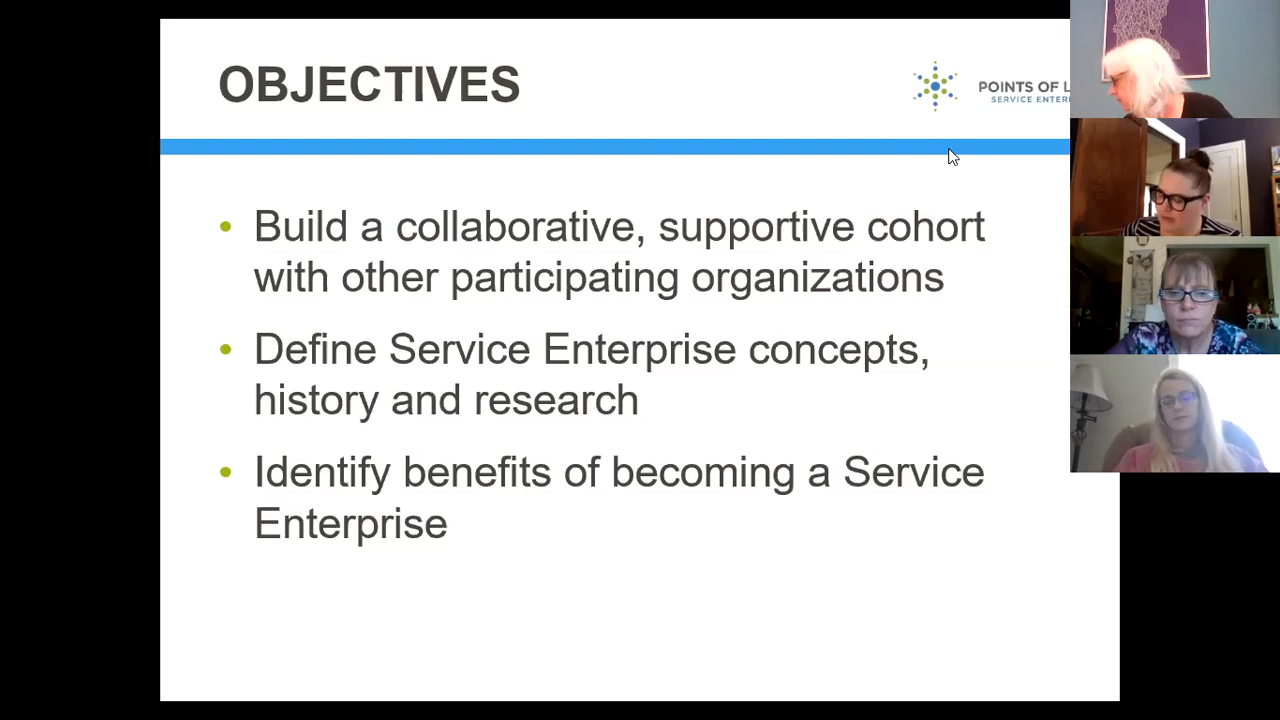 OBJECTIVES
POINTS OF
SERVICE
Build a collaborative, supportive cohort
with other participating organizations
Define Service Enterprise concepts,
history and research
Identify benefits of becoming a Service
Enterprise